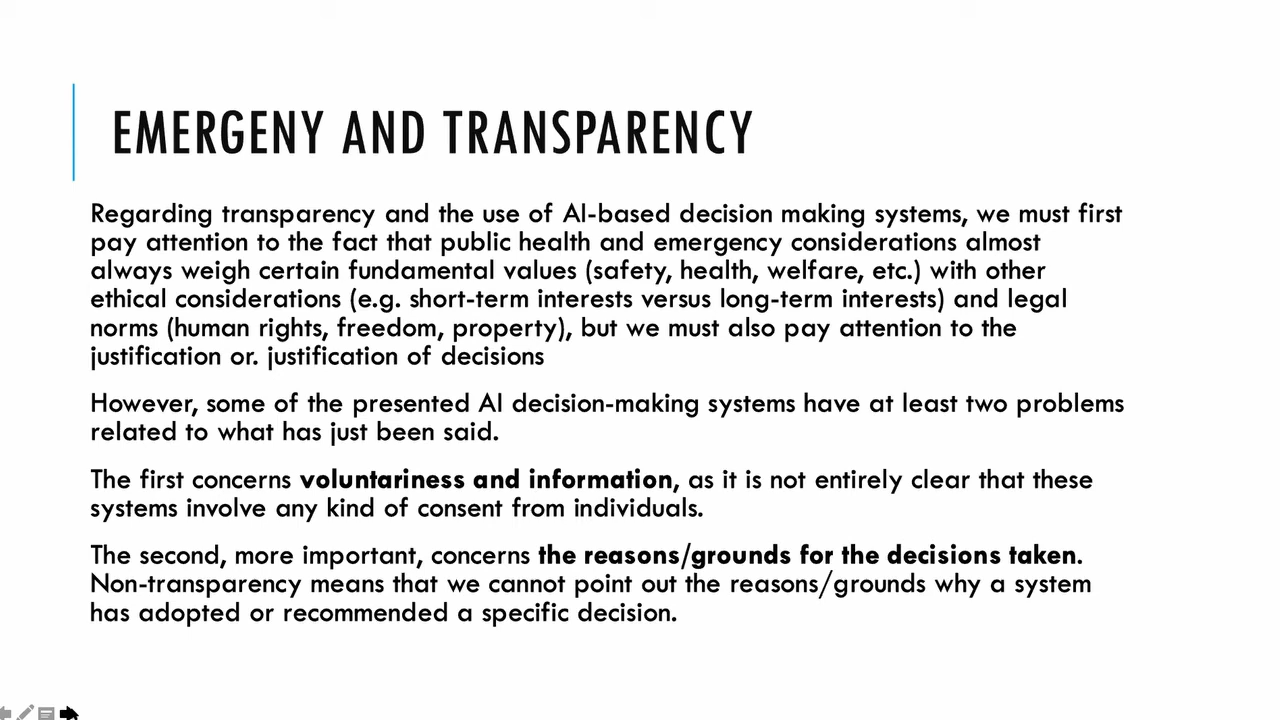 EMERGENY AND TRANSPARENCY
Regarding transparency and the use of AI-based decision making systems, we must first
pay attention to the fact that public health and emergency considerations almost
always weigh certain fundamental values (safety, health, welfare, etc.) with other
ethical considerations (e.g. short-term interests versus long-term interests) and legal
norms (human rights, freedom, property), but we must also pay attention to the
justification or. justification of decisions
However, some of the presented AI decision-making systems have at least two problems
related to what has just been said.
The first concerns voluntariness and information, as it is not entirely clear that these
systems involve any kind of consent from individuals.
The second, more important, concerns the reasons/grounds for the decisions taken.
Non-transparency means that we cannot point out the reasons/grounds why a system
has adopted or recommended a specific decision.